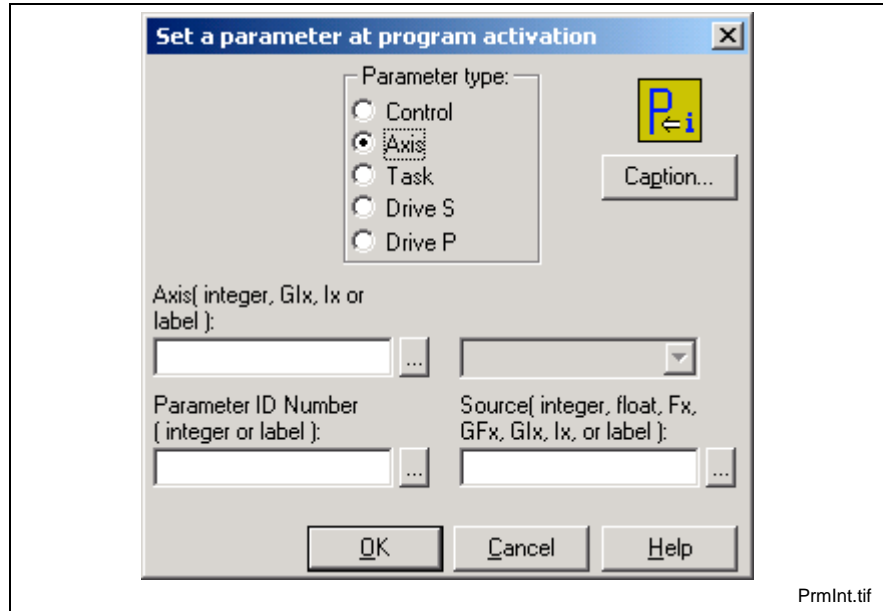 Set a parameter at program activation
Parameter type:
Control
Axis
Task
Drive S
Drive P
P
⇐i
Caption...
Axis( integer, GIx, Ix or
label ):
...
Parameter ID Number
( integer or label ):
...
Source( integer, float, Fx,
GFx, GIx, Ix, or label ):
...
OK
Cancel
Help
PrmInt.tif